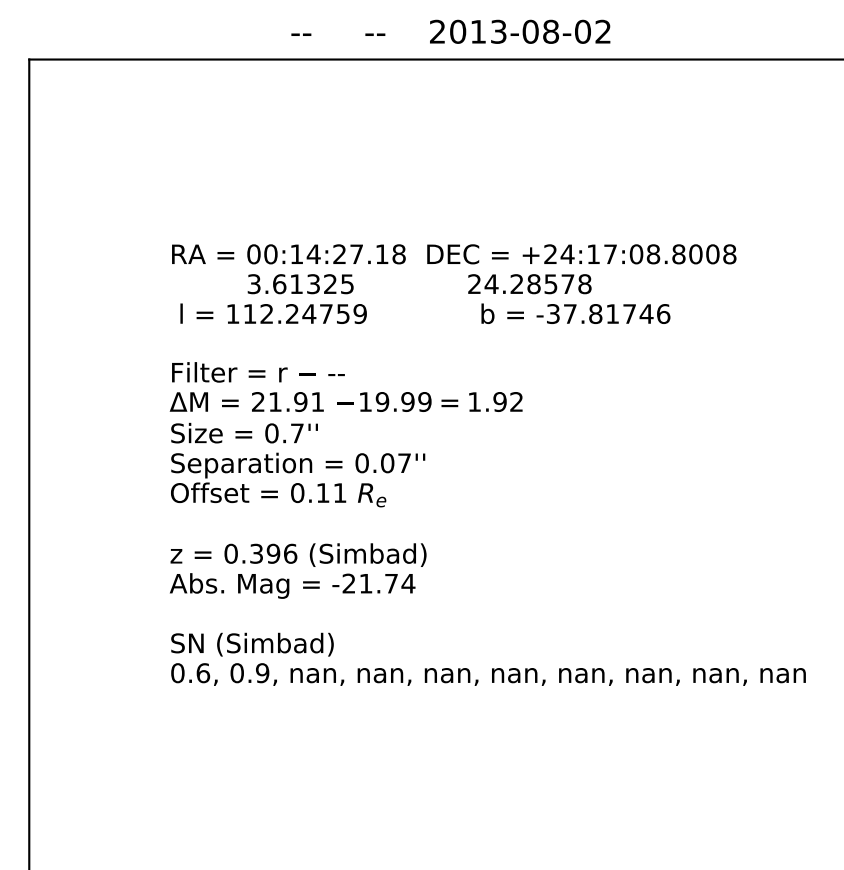 -- -- 2013-08-02
RA = 00:14:27.18 DEC = +24:17:08.8008
3.61325 24.28578
l = 112.24759 b = -37.81746
Filter = r − --
ΔM = 21.91 −19.99 = 1.92
Size = 0.7''
Separation = 0.07''
Offset = 0.11 Re
z = 0.396 (Simbad)
Abs. Mag = -21.74
SN (Simbad)
0.6, 0.9, nan, nan, nan, nan, nan, nan, nan, nan